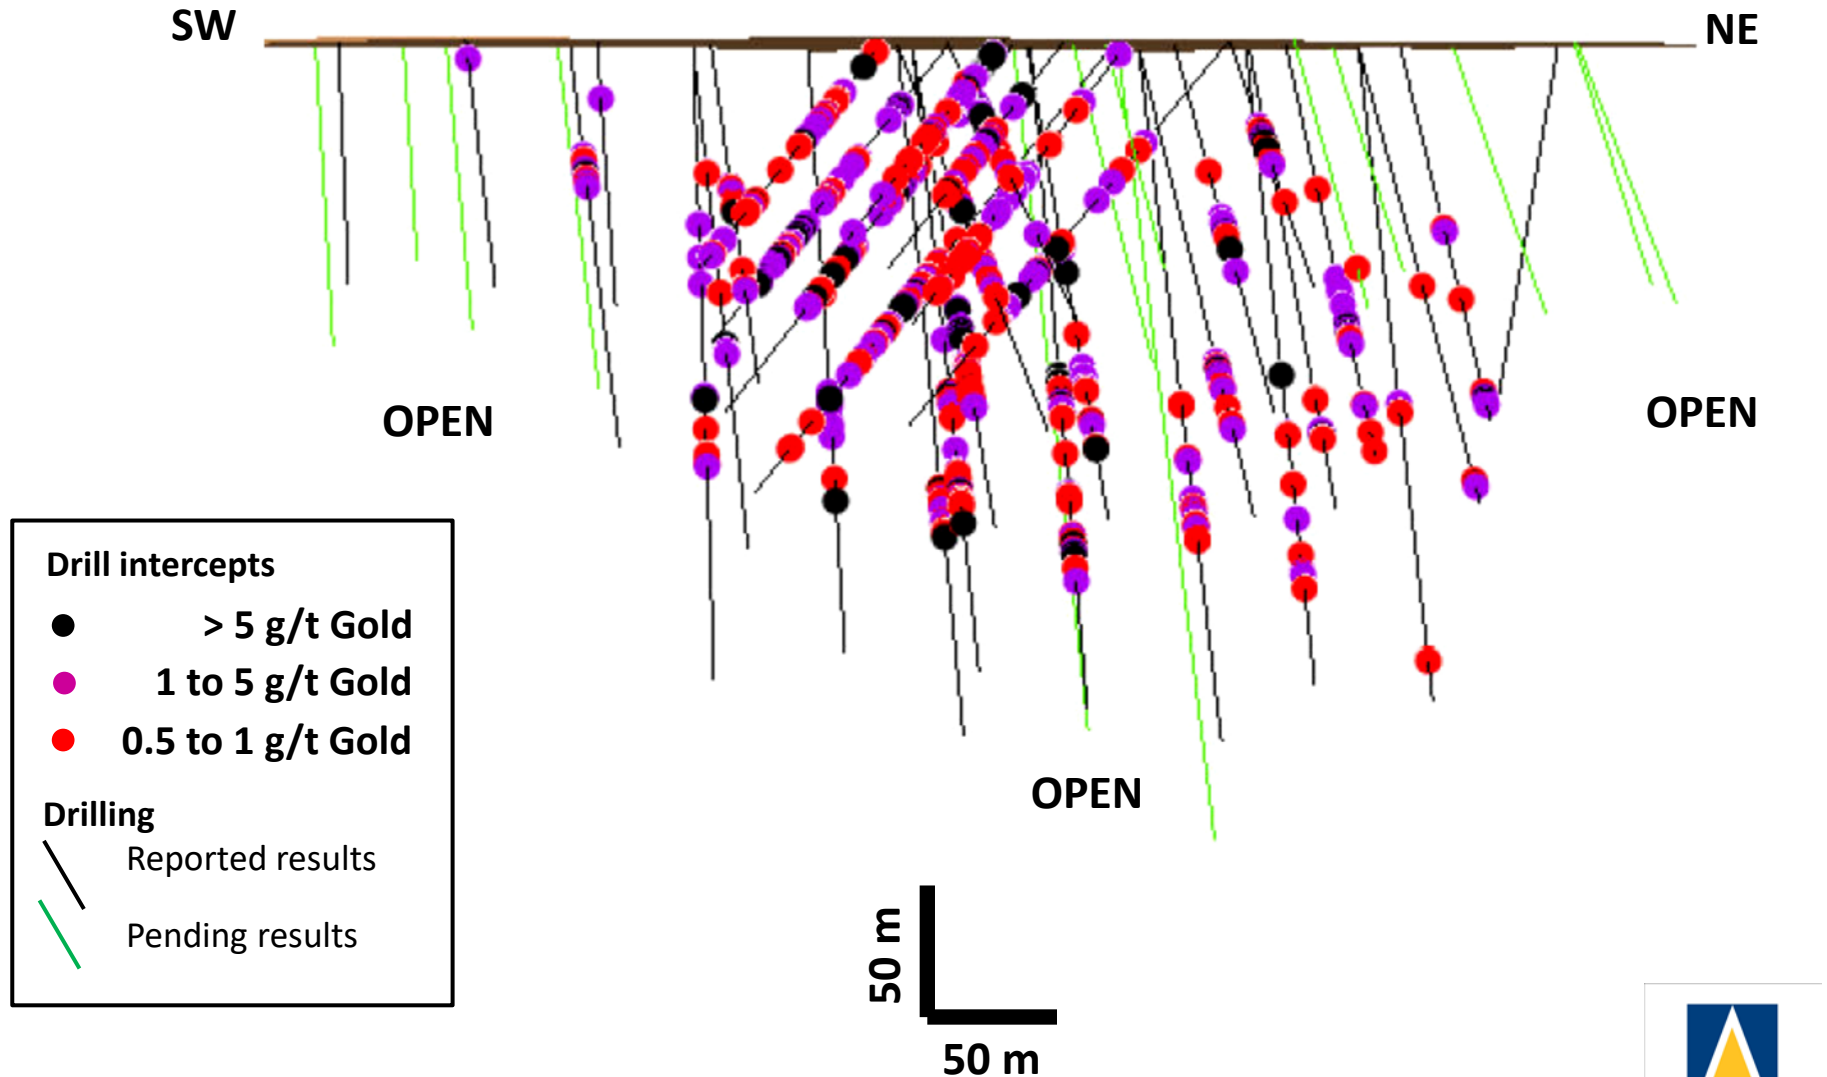 SW
NE
OPEN
OPEN
OPEN
Drill intercepts
> 5 g/t Gold
1 to 5 g/t Gold
0.5 to 1 g/t Gold
Drilling
Reported results
Pending results
50 m
50 m